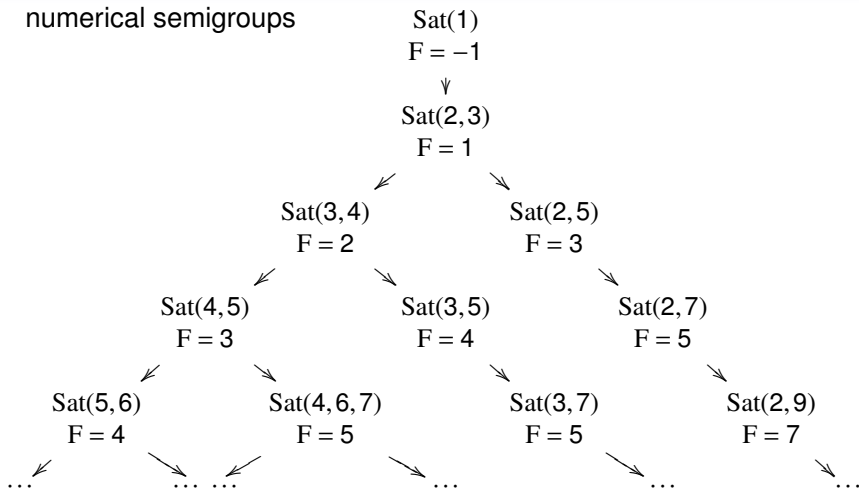 numerical semigroups
Sat(1)
F = −1
Sat(2,3)
F = 1
Sat(3,4) Sat(2,5)
F = 2 F = 3
Sat(4,5) Sat(3,5) Sat(2,7)
F = 3 F = 4 F = 5
Sat(5,6) Sat(4,6,7) Sat(3,7) Sat(2,9)
F = 4 F = 5 F = 5 F = 7
... ... ... ... ... ...